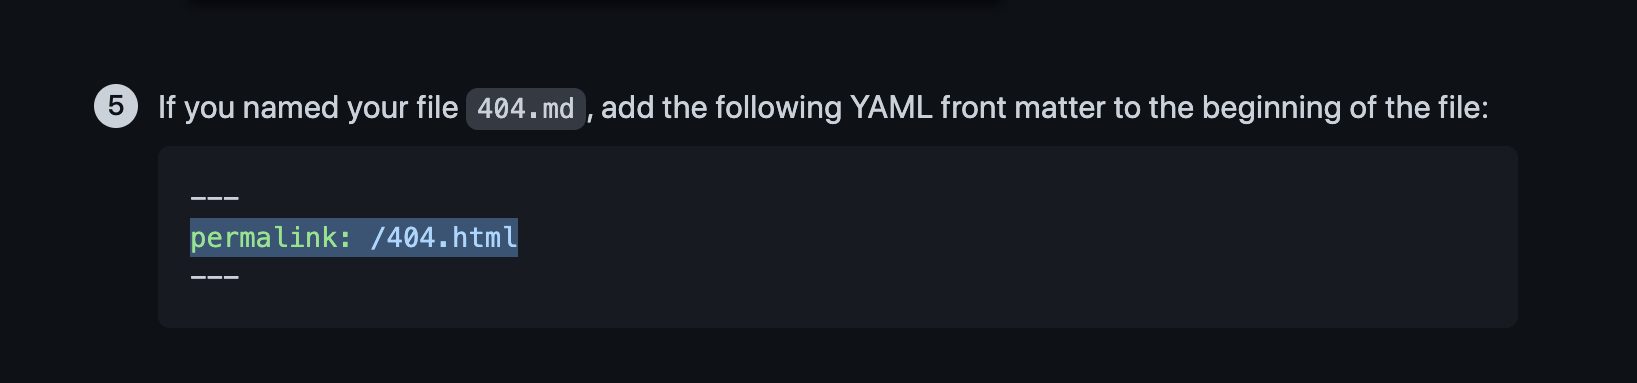 5 If you named your file 404.md, add the following YAML front matter to the beginning of the file:
---
permalink: /404.html
---